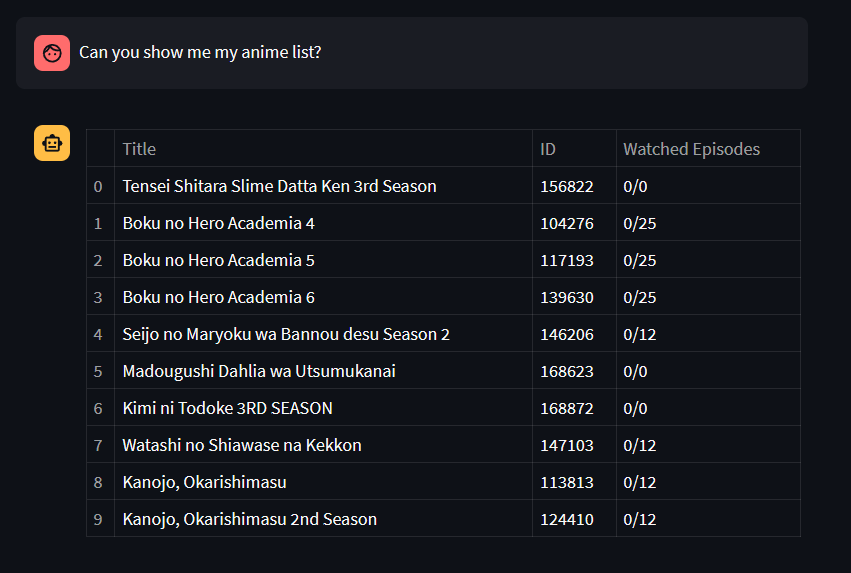 Can you show me my anime list?
Title ID Watched Episodes
0 Tensei Shitara Slime Datta Ken 3rd Season 156822 0/0
1 Boku no Hero Academia 4 104276 0/25
2 Boku no Hero Academia 5 117193 0/25
3 Boku no Hero Academia 6 139630 0/25
4 Seijo no Maryoku wa Bannou desu Season 2 146206 0/12
5 Madougushi Dahlia wa Utsumukanai 168623 0/0
6 Kimi ni Todoke 3RD SEASON 168872 0/0
7 Watashi no Shiawase na Kekkon 147103 0/12
8 Kanojo, Okarishimasu 113813 0/12
9 Kanojo, Okarishimasu 2nd Season 124410 0/12